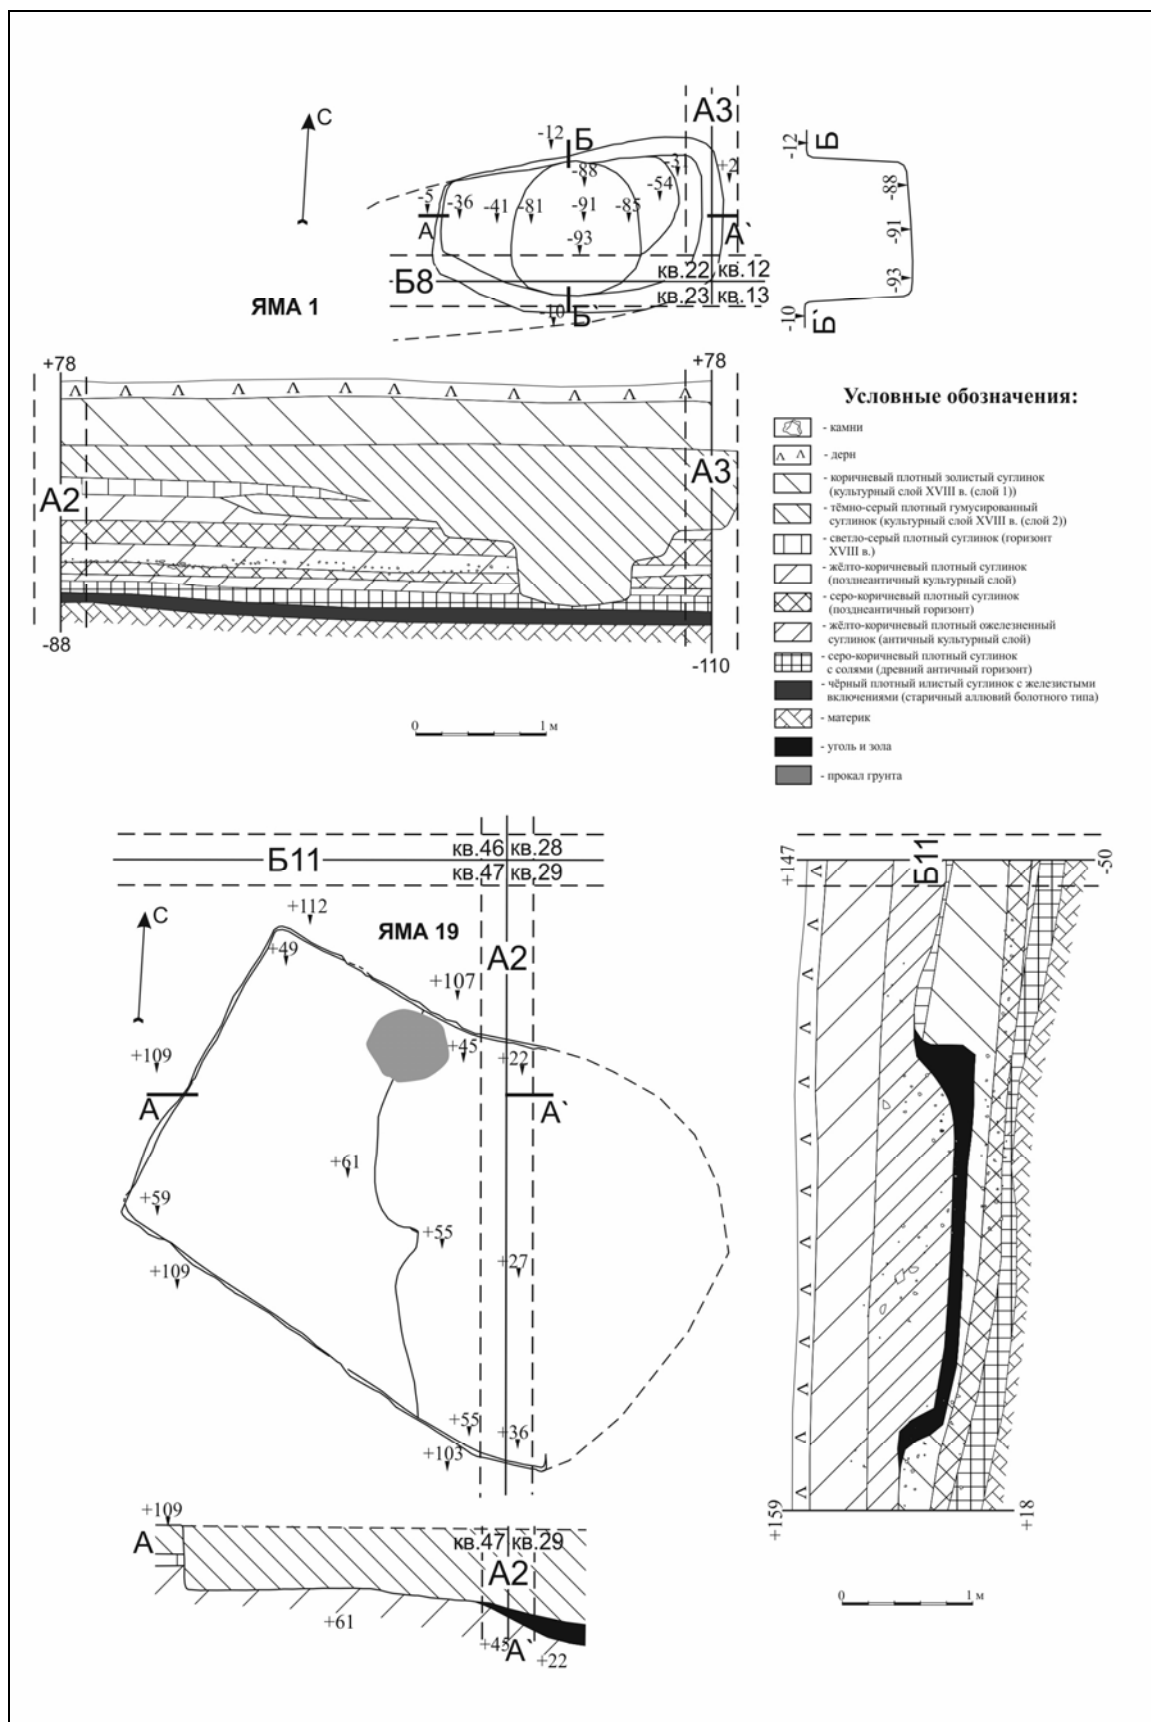 С
А3
-12
Б
-88
-3
+2
-54
-5
-36
-41
-81
-91
-85
А
А`
-93
Б8
кв.22
кв.12
кв.23
кв.13
ЯМА 1
-10
Б`
-12
Б
-88
-91
-93
-10
Б`
+78
+78
А2
А3
-88
-110
0
1 м
Условные обозначения:
- камни
Λ Λ
- дерн
- коричневый плотный золистый суглинок
(культурный слой XVIII в. (слой 1))
- тёмно-серый плотный гумусированный
суглинок (культурный слой XVIII в. (слой 2))
- светло-серый плотный суглинок (горизонт
XVIII в.)
- жёлто-коричневый плотный суглинок
(позднеантичный культурный слой)
- серо-коричневый плотный суглинок
(позднеантичный горизонт)
- жёлто-коричневый плотный ожелезненный
суглинок (античный культурный слой)
- серо-коричневый плотный суглинок
с солями (древний античный горизонт)
- чёрный плотный илистый суглинок с железистыми
включениями (старичный аллювий болотного типа)
- материк
- уголь и зола
- прокал грунта
кв.46
кв.28
Б11
кв.47
кв.29
С
+112
ЯМА 19
+49
А2
+107
+109
+45
+22
А
А`
+61
+59
+55
+109
+27
+55
+36
+103
+109
А
кв.47
кв.29
А2
+61
+45
А`
+22
+147
Б11
-50
+159
+18
0
1 м